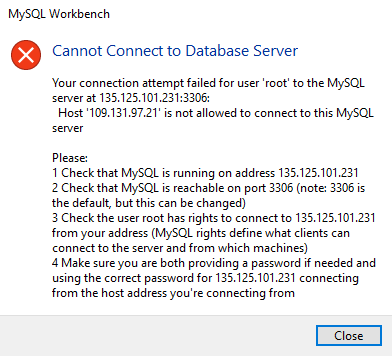 MySQL Workbench
Cannot Connect to Database Server
Your connection attempt failed for user 'root' to the MySQL
server at 135.125.101.231:3306:
Host '109.131.97.21' is not allowed to connect to this MySQL
server
Please:
1 Check that MySQL is running on address 135.125.101.231
2 Check that MySQL is reachable on port 3306 (note: 3306 is
the default, but this can be changed)
3 Check the user root has rights to connect to 135.125.101.231
from your address (MySQL rights define what clients can
connect to the server and from which machines)
4 Make sure you are both providing a password if needed and
using the correct password for 135.125.101.231 connecting
from the host address you're connecting from
Close